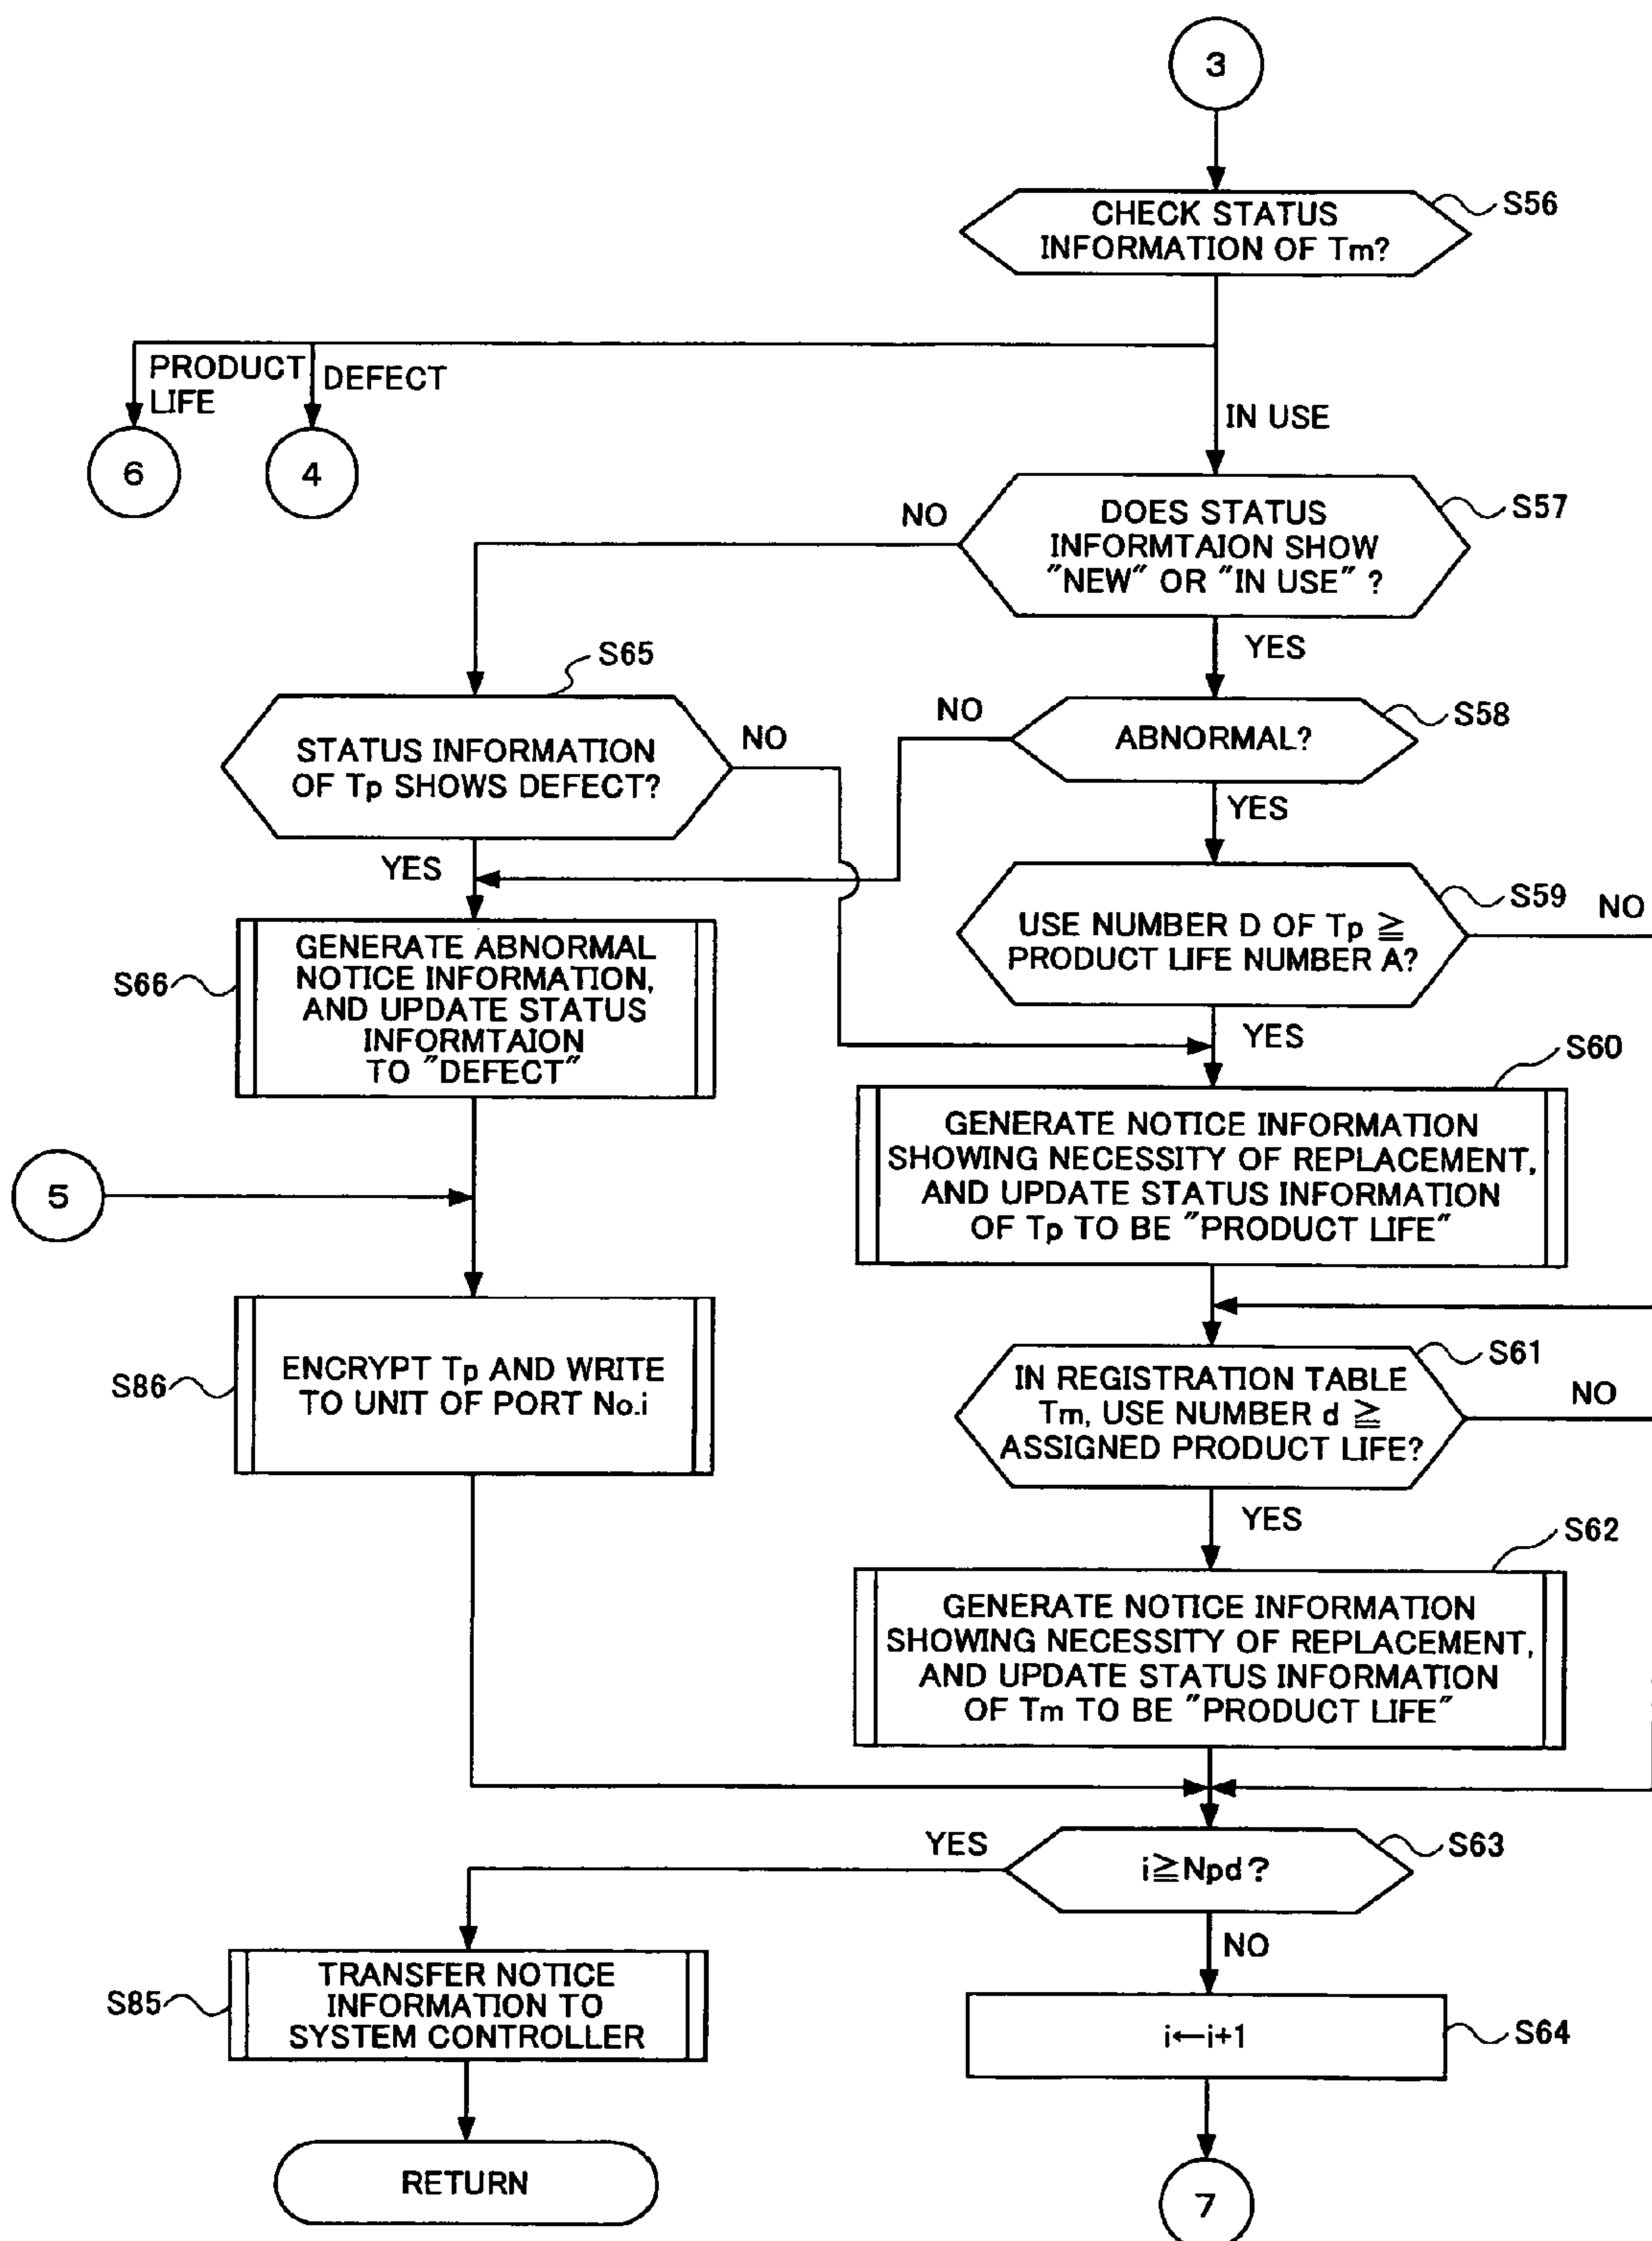 3
CHECK STATUS
INFORMATION OF Tm?
S56
PRODUCT
LIFE
DEFECT
IN USE
6
4
DOES STATUS
INFORMTAION SHOW
"NEW" OR "IN USE" ?
S57
NO
YES
S65
STATUS INFORMATION
OF Tp SHOWS DEFECT?
NO
YES
ABNORMAL?
S58
NO
YES
USE NUMBER D OF Tp ≧
PRODUCT LIFE NUMBER A?
S59
NO
YES
S66
GENERATE ABNORMAL
NOTICE INFORMATION,
AND UPDATE STATUS
INFORMTAION
TO "DEFECT"
S60
GENERATE NOTICE INFORMATION
SHOWING NECESSITY OF REPLACEMENT,
AND UPDATE STATUS INFORMATION
OF Tp TO BE "PRODUCT LIFE"
5
S86
ENCRYPT Tp AND WRITE
TO UNIT OF PORT No.i
IN REGISTRATION TABLE
Tm, USE NUMBER d ≧
ASSIGNED PRODUCT LIFE?
S61
NO
YES
S62
GENERATE NOTICE INFORMATION
SHOWING NECESSITY OF REPLACEMENT,
AND UPDATE STATUS INFORMATION
OF Tm TO BE "PRODUCT LIFE"
i≧Npd?
S63
YES
NO
S85
TRANSFER NOTICE
INFORMATION TO
SYSTEM CONTROLLER
i←i+1
S64
RETURN
7